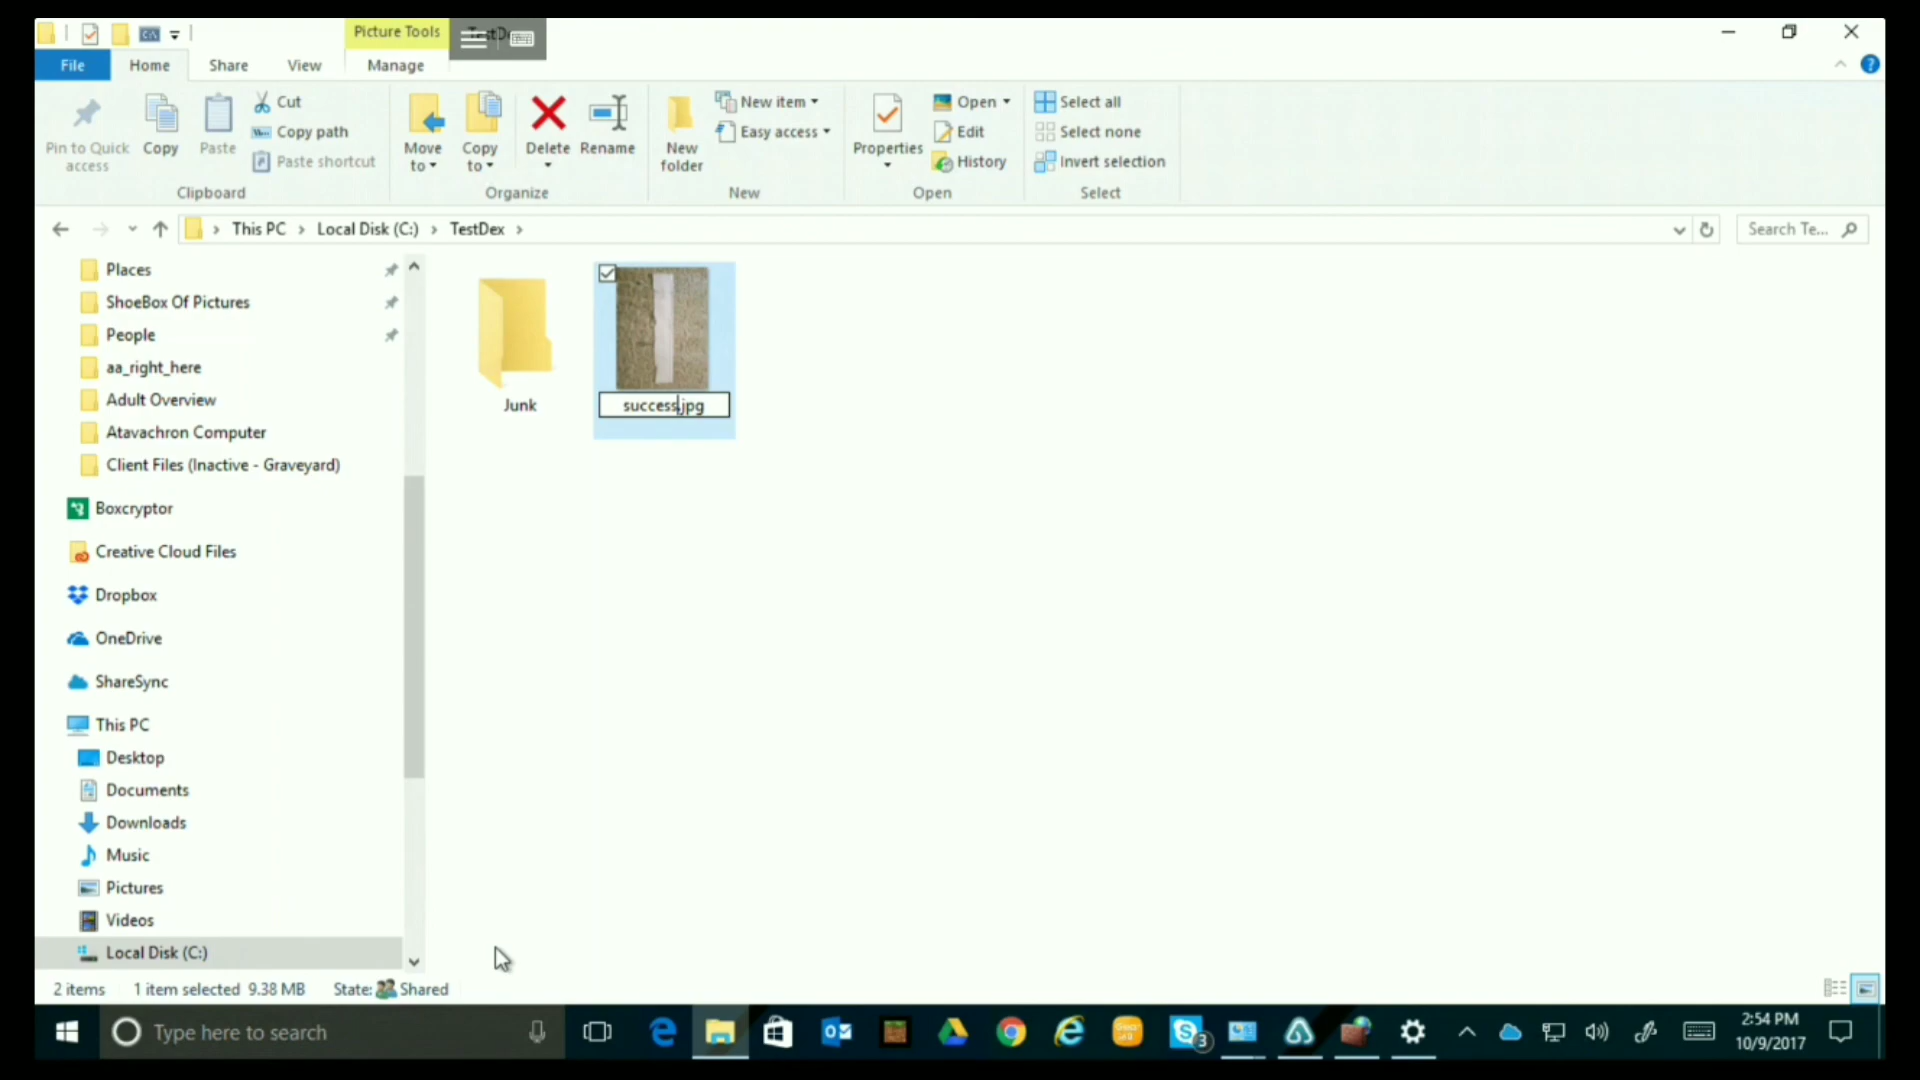 Picture Tools
TestD
File
Home
Share
View
Manage
Pin to Quick
access
Copy
Paste
Cut
Copy path
Paste shortcut
Clipboard
Move
to
Copy
to
Delete
Rename
Organize
New
folder
New item
Easy access
New
Properties
Open
Edit
History
Open
Select all
Select none
Invert selection
Select
This PC > Local Disk (C:) > TestDex >
Search Te...
Places
ShoeBox Of Pictures
People
aa_right_here
Adult Overview
Atavachron Computer
Client Files (Inactive - Graveyard)
Boxcryptor
Creative Cloud Files
Dropbox
OneDrive
ShareSync
This PC
Desktop
Documents
Downloads
Music
Pictures
Videos
Local Disk (C:)
Junk
success.jpg
2 items 1 item selected 9.38 MB State: Shared
Type here to search
3
2:54 PM
10/9/2017